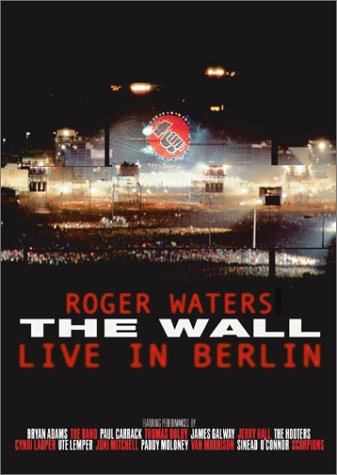 ROGER WATERS
THE WALL
LIVE IN BERLIN
FEATURING PERFORMANCES BY
BRYAN ADAMS THE BAND PAUL CARRACK THOMAS DOLBY JAMES GALWAY JERRY HALL THE HOOTERS
CYNDI LAUPER UTE LEMPER JONI MITCHELL PADDY MOLONEY VAN MORRISON SINEAD O'CONNOR SCORPIONS